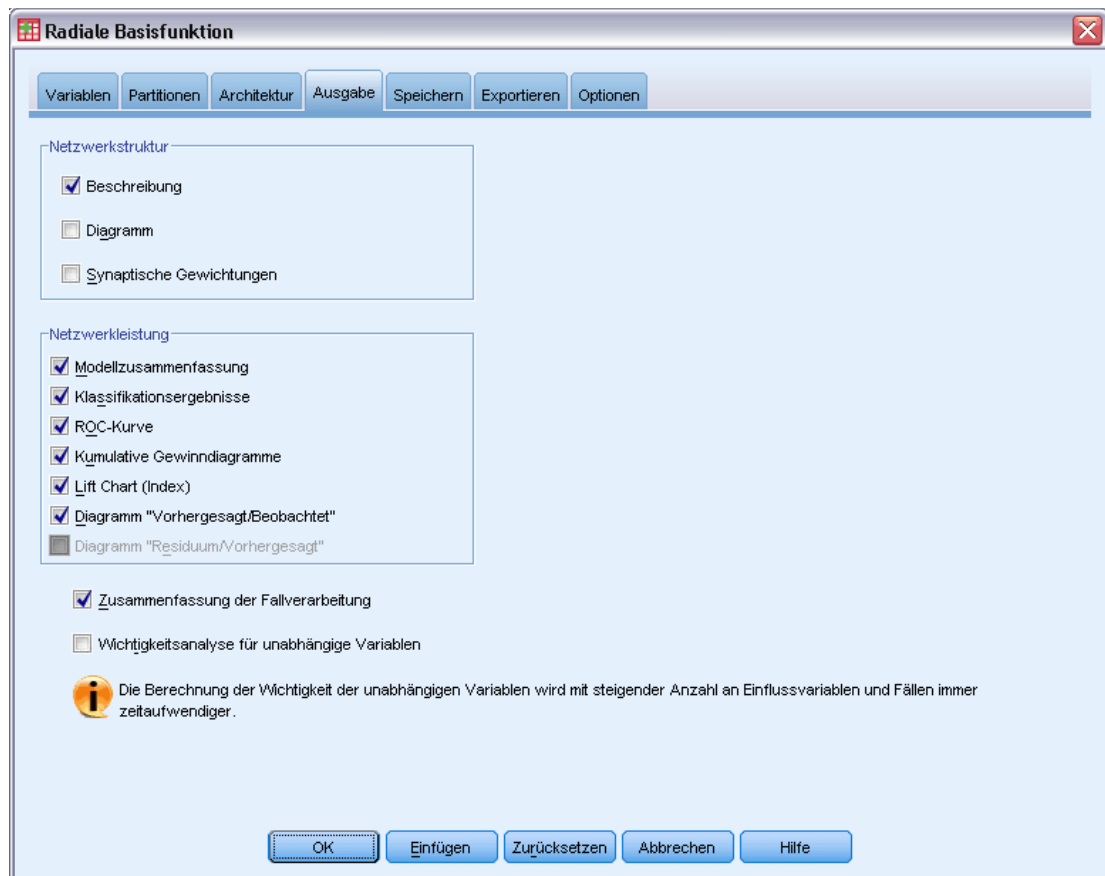 Radiale Basisfunktion
Variablen Partitionen Architektur Ausgabe Speichern Exportieren Optionen
Netzwerkstruktur
Beschreibung
Diagramm
Synaptische Gewichtungen
Netzwerkleistung
Modellzusammenfassung
Klassifikationsergebnisse
ROC-Kurve
Kumulative Gewinndiagramme
Lift Chart (Index)
Diagramm "Vorhergesagt/Beobachtet"
Diagramm "Residuum/Vorhergesagt"
Zusammenfassung der Fallverarbeitung
Wichtigkeitsanalyse für unabhängige Variablen
Die Berechnung der Wichtigkeit der unabhängigen Variablen wird mit steigender Anzahl an Einflussvariablen und Fällen immer
zeitaufwendiger.
OK Einfügen Zurücksetzen Abbrechen Hilfe